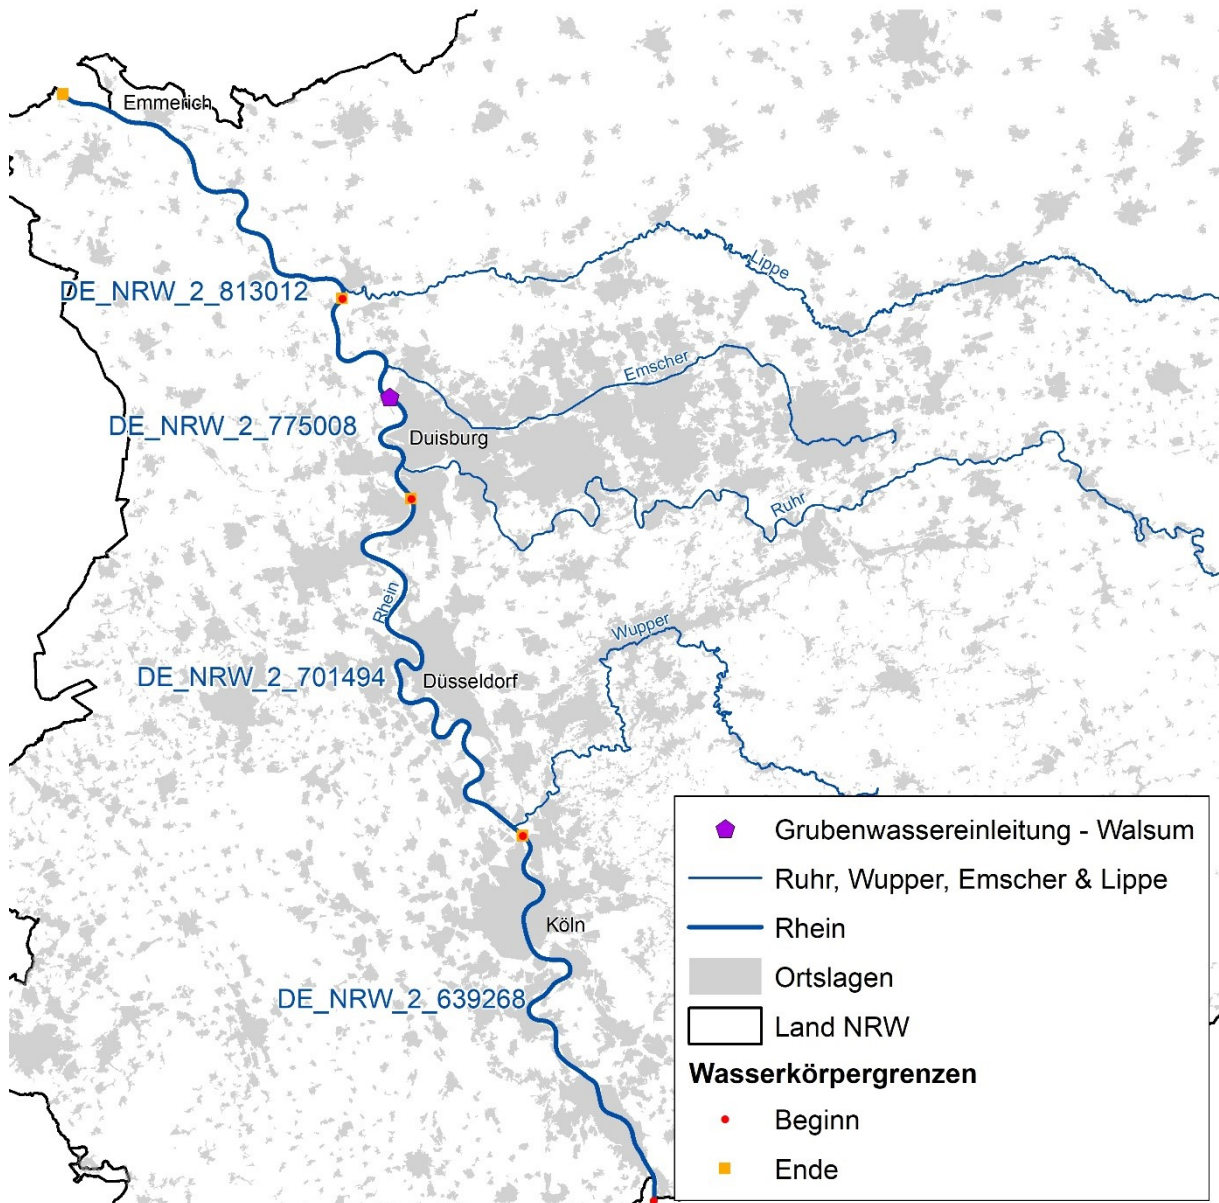 Emmerich
Lippe
DE_NRW_2_813012
Emscher
DE_NRW_2_775008
Duisburg
Ruhr
Rhein
Wupper
DE_NRW_2_701494
Düsseldorf
Köln
DE_NRW_2_639268
Grubenwassereinleitung - Walsum
Ruhr, Wupper, Emscher & Lippe
Rhein
Ortslagen
Land NRW
Wasserkörpergrenzen
Beginn
Ende